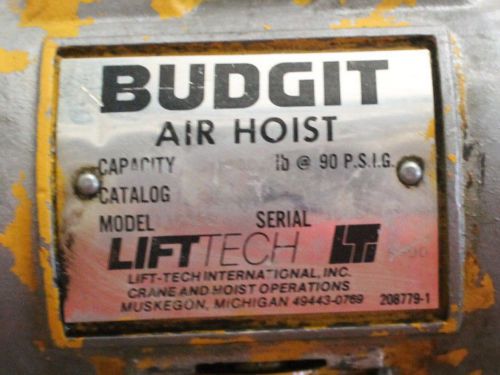 BUDGIT
AIR HOIST
CAPACITY lb @ 90 P.S.I.G.
CATALOG
MODEL SERIAL
LIFTTECH LTI
LIFT-TECH INTERNATIONAL, INC.
CRANE AND HOIST OPERATIONS
MUSKEGON, MICHIGAN 49443-0769 208779-1